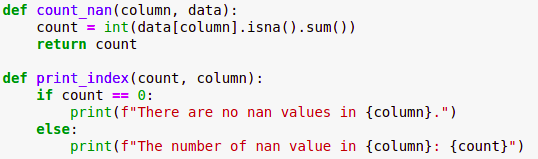 def count_nan(column, data):
    count = int(data[column].isna().sum())
    return count

def print_index(count, column):
    if count == 0:
        print(f"There are no nan values in {column}.")
    else:
        print(f"The number of nan value in {column}: {count}")